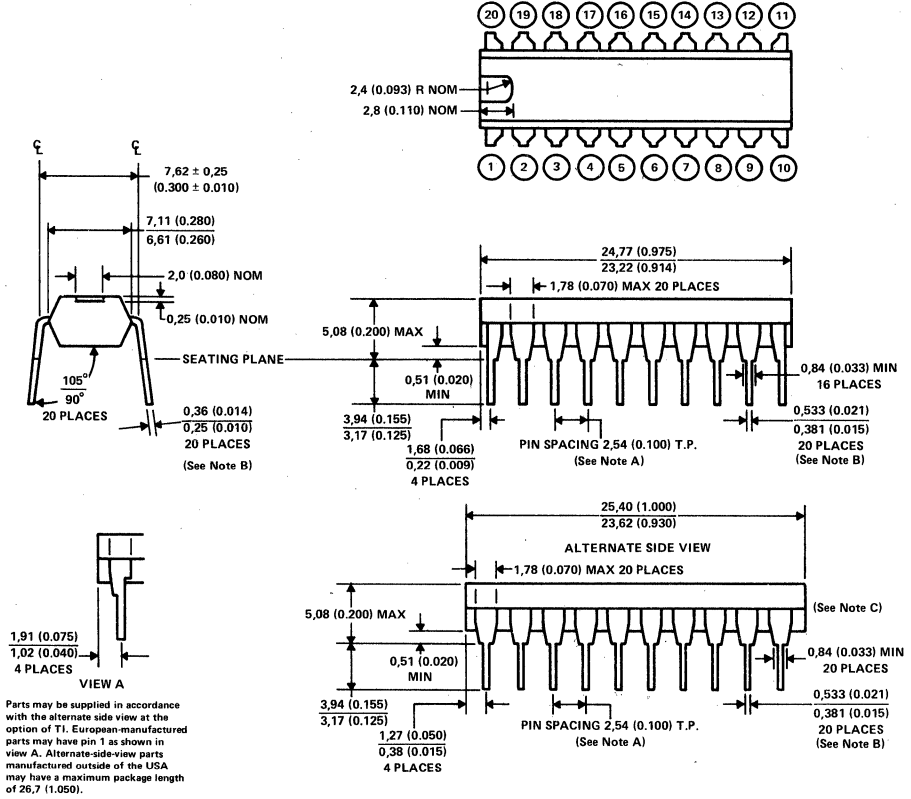 20 19 18 17 16 15 14 13 12 11
2,4 (0.093) R NOM
2,8 (0.110) NOM
1 2 3 4 5 6 7 8 9 10
℄ ℄
7,62 ± 0,25
(0.300 ± 0.010)
7,11 (0.280)
6,61 (0.260)
2,0 (0.080) NOM
0,25 (0.010) NOM
SEATING PLANE
105°
90°
20 PLACES
0,36 (0.014)
0,25 (0.010)
20 PLACES
(See Note B)
24,77 (0.975)
23,22 (0.914)
1,78 (0.070) MAX 20 PLACES
5,08 (0.200) MAX
0,51 (0.020)
MIN
3,94 (0.155)
3,17 (0.125)
1,68 (0.066)
0,22 (0.009)
4 PLACES
PIN SPACING 2,54 (0.100) T.P.
(See Note A)
0,84 (0.033) MIN
16 PLACES
0,533 (0.021)
0,381 (0.015)
20 PLACES
(See Note B)
25,40 (1.000)
23,62 (0.930)
ALTERNATE SIDE VIEW
1,78 (0.070) MAX 20 PLACES
5,08 (0.200) MAX
(See Note C)
0,51 (0.020)
MIN
0,84 (0.033) MIN
20 PLACES
3,94 (0.155)
3,17 (0.125)
1,27 (0.050)
0,38 (0.015)
4 PLACES
PIN SPACING 2,54 (0.100) T.P.
(See Note A)
0,533 (0.021)
0,381 (0.015)
20 PLACES
(See Note B)
1,91 (0.075)
1,02 (0.040)
4 PLACES
VIEW A
Parts may be supplied in accordance
with the alternate side view at the
option of TI. European-manufactured
parts may have pin 1 as shown in
view A. Alternate-side-view parts
manufactured outside of the USA
may have a maximum package length
of 26,7 (1.050).